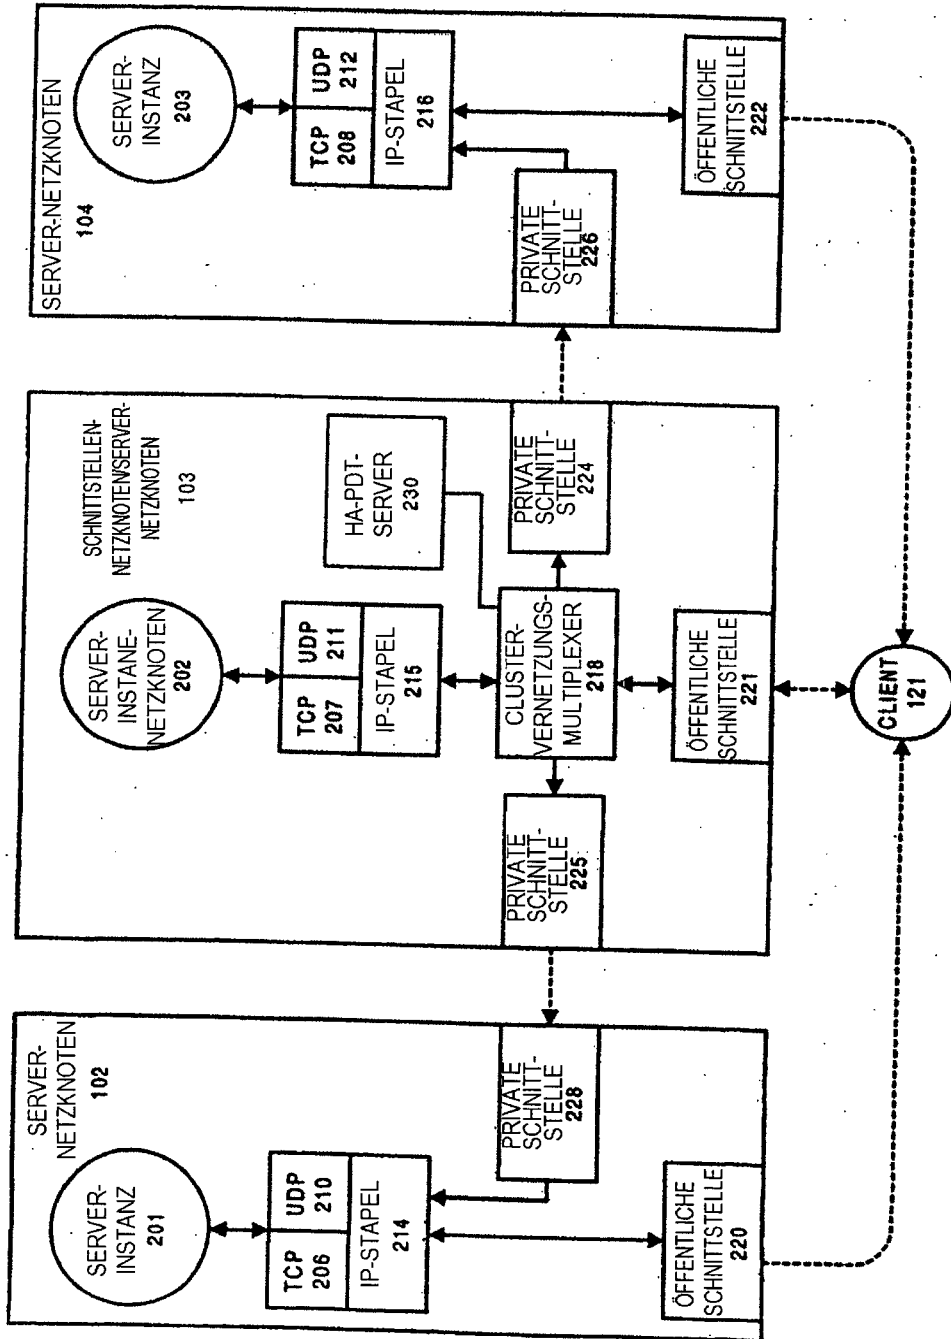 SERVER-
NETZKNOTEN
102
SERVER-
INSTANZ
201
TCP
206
UDP
210
IP-STAPEL
214
PRIVATE
SCHNITT-
STELLE
228
ÖFFENTLICHE
SCHNITTSTELLE
220
SCHNITTSTELLEN-
NETZKNOTEN/SERVER-
NETZKNOTEN
103
SERVER-
INSTANE-
NETZKNOTEN
202
TCP
207
UDP
211
IP-STAPEL
215
HA-PDT-
SERVER
230
PRIVATE
SCHNITT-
STELLE
225
CLUSTER-
VERNETZUNGS-
MULTIPLEXER
218
PRIVATE
SCHNITT-
STELLE
224
ÖFFENTLICHE
SCHNITTSTELLE
221
SERVER-NETZKNOTEN
104
SERVER-
INSTANZ
203
TCP
208
UDP
212
IP-STAPEL
216
PRIVATE
SCHNITT-
STELLE
226
ÖFFENTLICHE
SCHNITTSTELLE
222
CLIENT
121